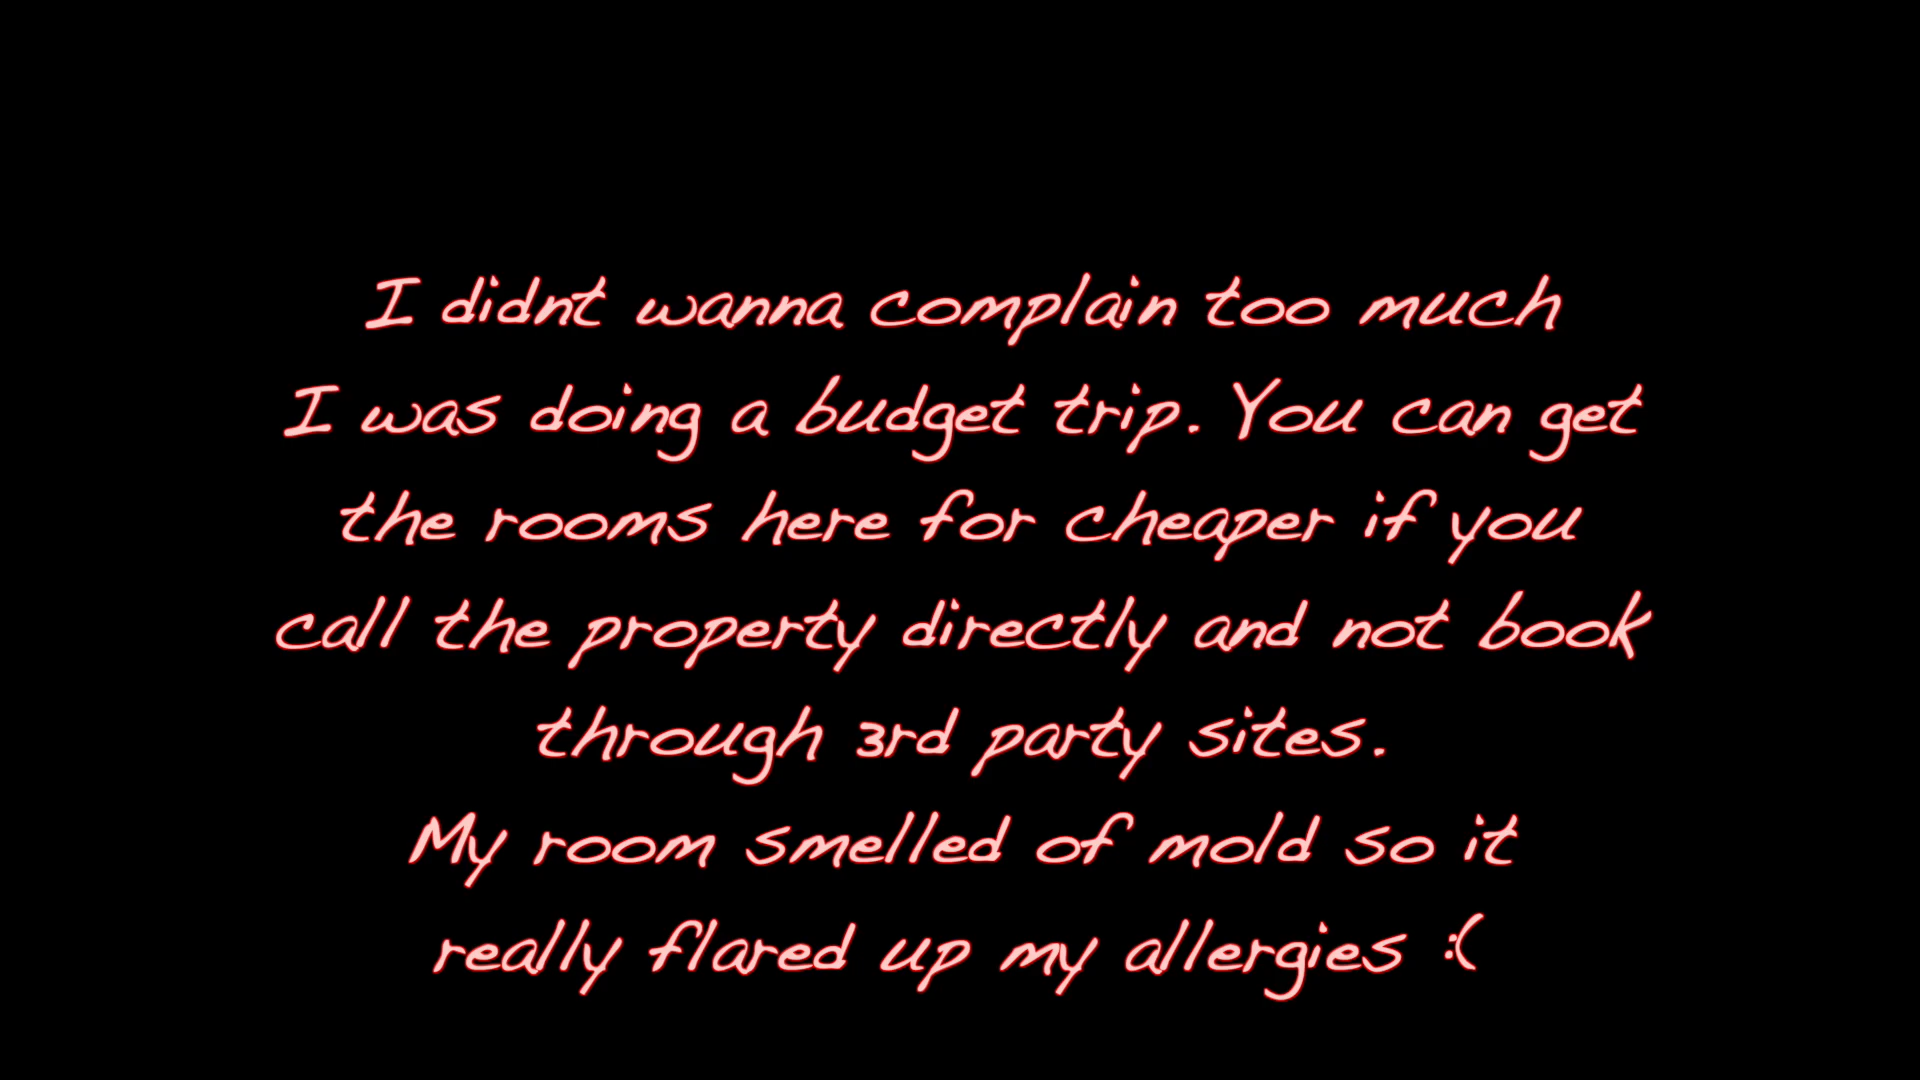 I didnt wanna complain too much
I was doing a budget trip. You can get
the rooms here for cheaper if you
call the property directly and not book
through 3rd party sites.
My room smelled of mold so it
really flared up my allergies :(